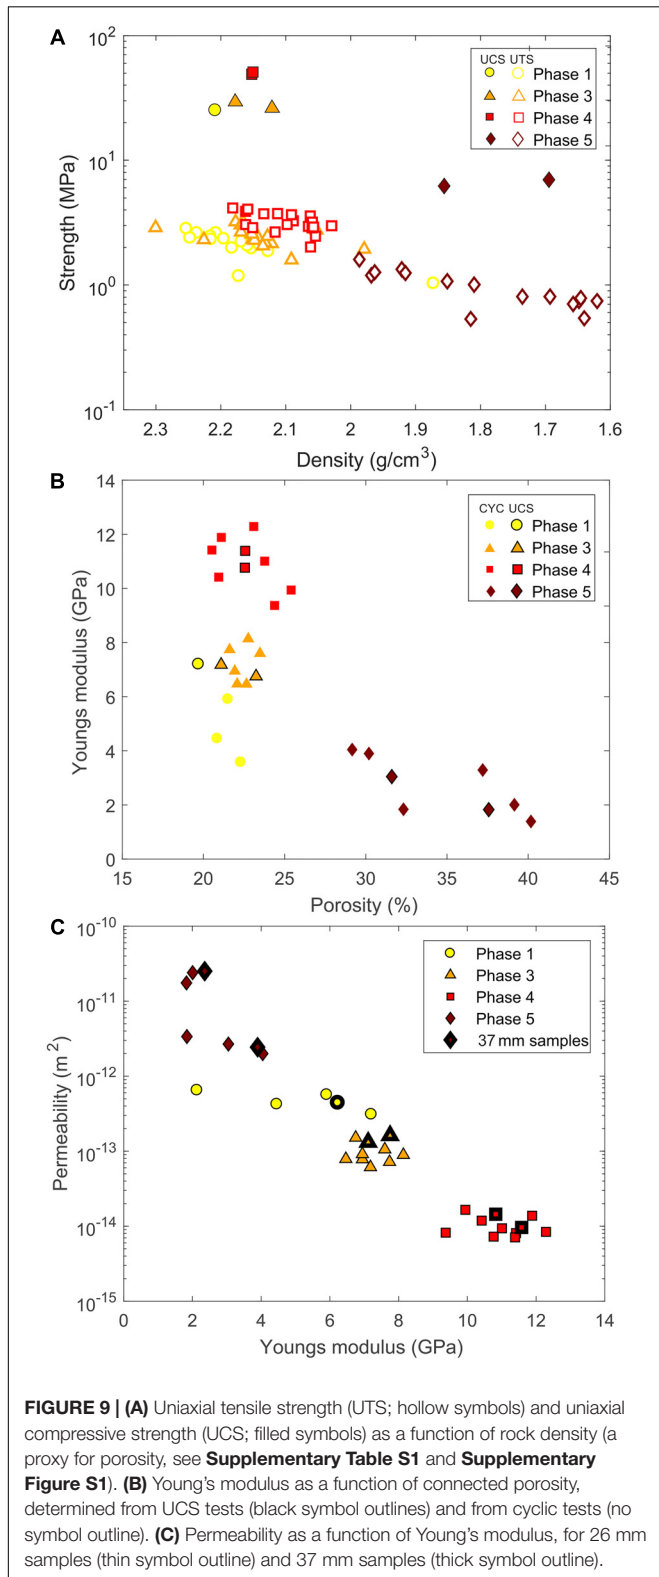 A
10^2
10^1
10^0
10^-1
Strength (MPa)
UCS UTS
Phase 1
Phase 3
Phase 4
Phase 5
2.3 2.2 2.1 2 1.9 1.8 1.7 1.6
Density (g/cm^3)
B
14
12
10
8
6
4
2
0
Youngs modulus (GPa)
CYC UCS
Phase 1
Phase 3
Phase 4
Phase 5
15 20 25 30 35 40 45
Porosity (%)
C
10^-10
10^-11
10^-12
10^-13
10^-14
10^-15
Permeability (m^2)
Phase 1
Phase 3
Phase 4
Phase 5
37 mm samples
0 2 4 6 8 10 12 14
Youngs modulus (GPa)
FIGURE 9 | (A) Uniaxial tensile strength (UTS; hollow symbols) and uniaxial
compressive strength (UCS; filled symbols) as a function of rock density (a
proxy for porosity, see Supplementary Table S1 and Supplementary
Figure S1). (B) Young's modulus as a function of connected porosity,
determined from UCS tests (black symbol outlines) and from cyclic tests (no
symbol outline). (C) Permeability as a function of Young's modulus, for 26 mm
samples (thin symbol outline) and 37 mm samples (thick symbol outline).